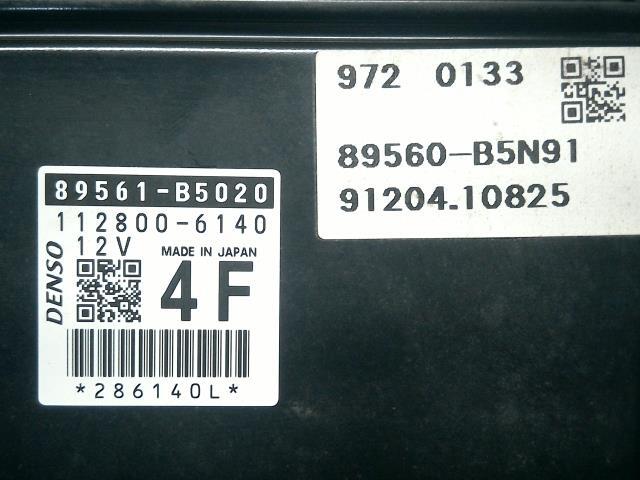 972 0133
89560-B5N91
91204.10825
89561-B5020
112800-6140
12V
MADE IN JAPAN
DENSO
4F
*286140L*